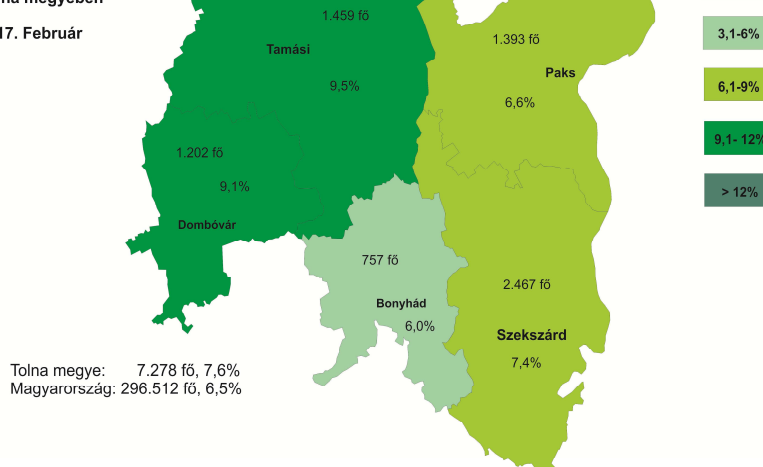 megyében
17. Február
1.459 fő
Tamási
9,5%
1.393 fő
Paks
6,6%
1.202 fő
9,1%
Dombóvár
757 fő
Bonyhád
6,0%
2.467 fő
Szekszárd
7,4%
3,1-6%
6,1-9%
9,1- 12%
> 12%
Tolna megye: 7.278 fő, 7,6%
Magyarország: 296.512 fő, 6,5%